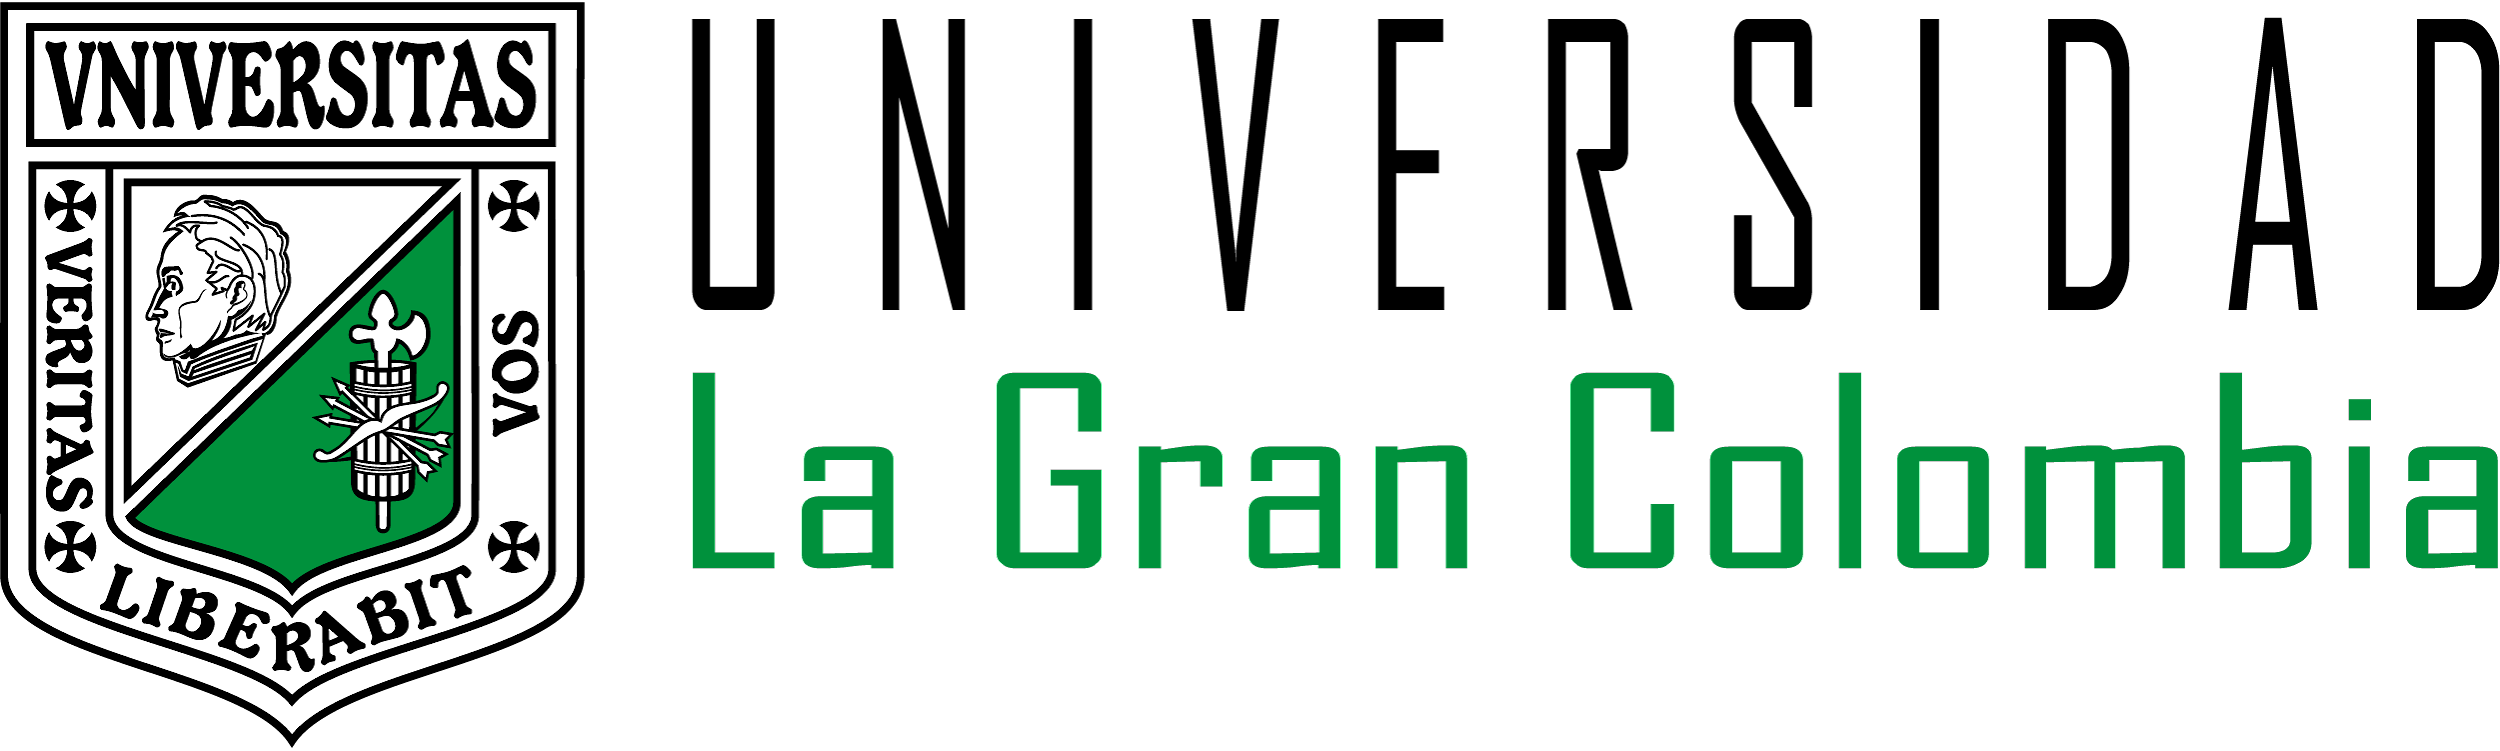 VNIVERSITAS
VERITAS
LIBERABIT
VOS
UNIVERSIDAD
La Gran Colombia